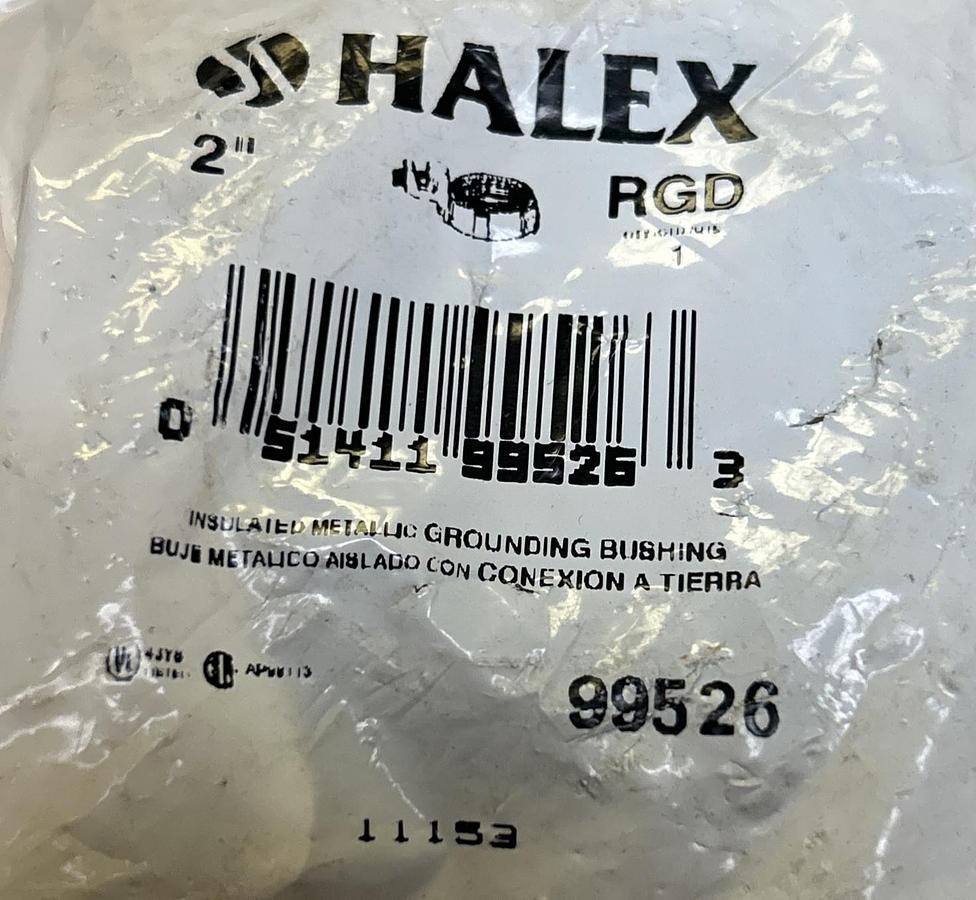 HALEX
2" RGD
1
0 51411 99526 3
INSULATED METALLIC GROUNDING BUSHING
BUJE METALICO AISLADO CON CONEXION A TIERRA
UL
99526
11153